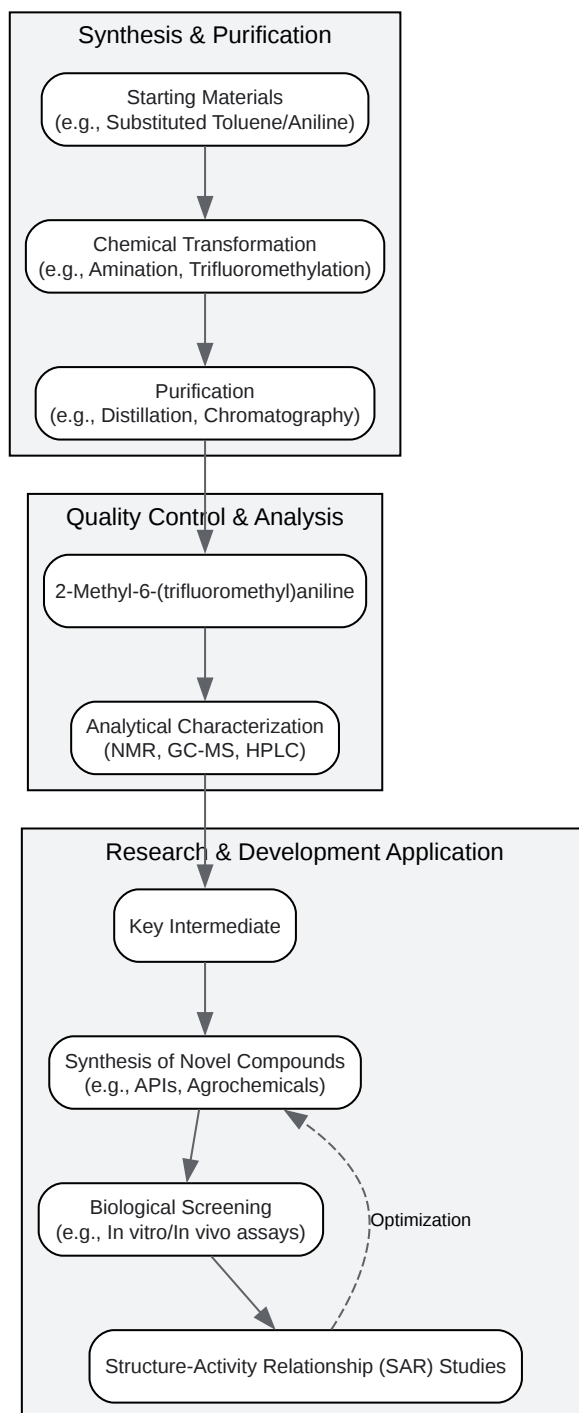 Synthesis & Purification
Starting Materials
(e.g., Substituted Toluene/Aniline)
Chemical Transformation
(e.g., Amination, Trifluoromethylation)
Purification
(e.g., Distillation, Chromatography)
Quality Control & Analysis
2-Methyl-6-(trifluoromethyl)aniline
Analytical Characterization
(NMR, GC-MS, HPLC)
Research & Development Application
Key Intermediate
Synthesis of Novel Compounds
(e.g., APIs, Agrochemicals)
Biological Screening
(e.g., In vitro/In vivo assays)
Optimization
Structure-Activity Relationship (SAR) Studies